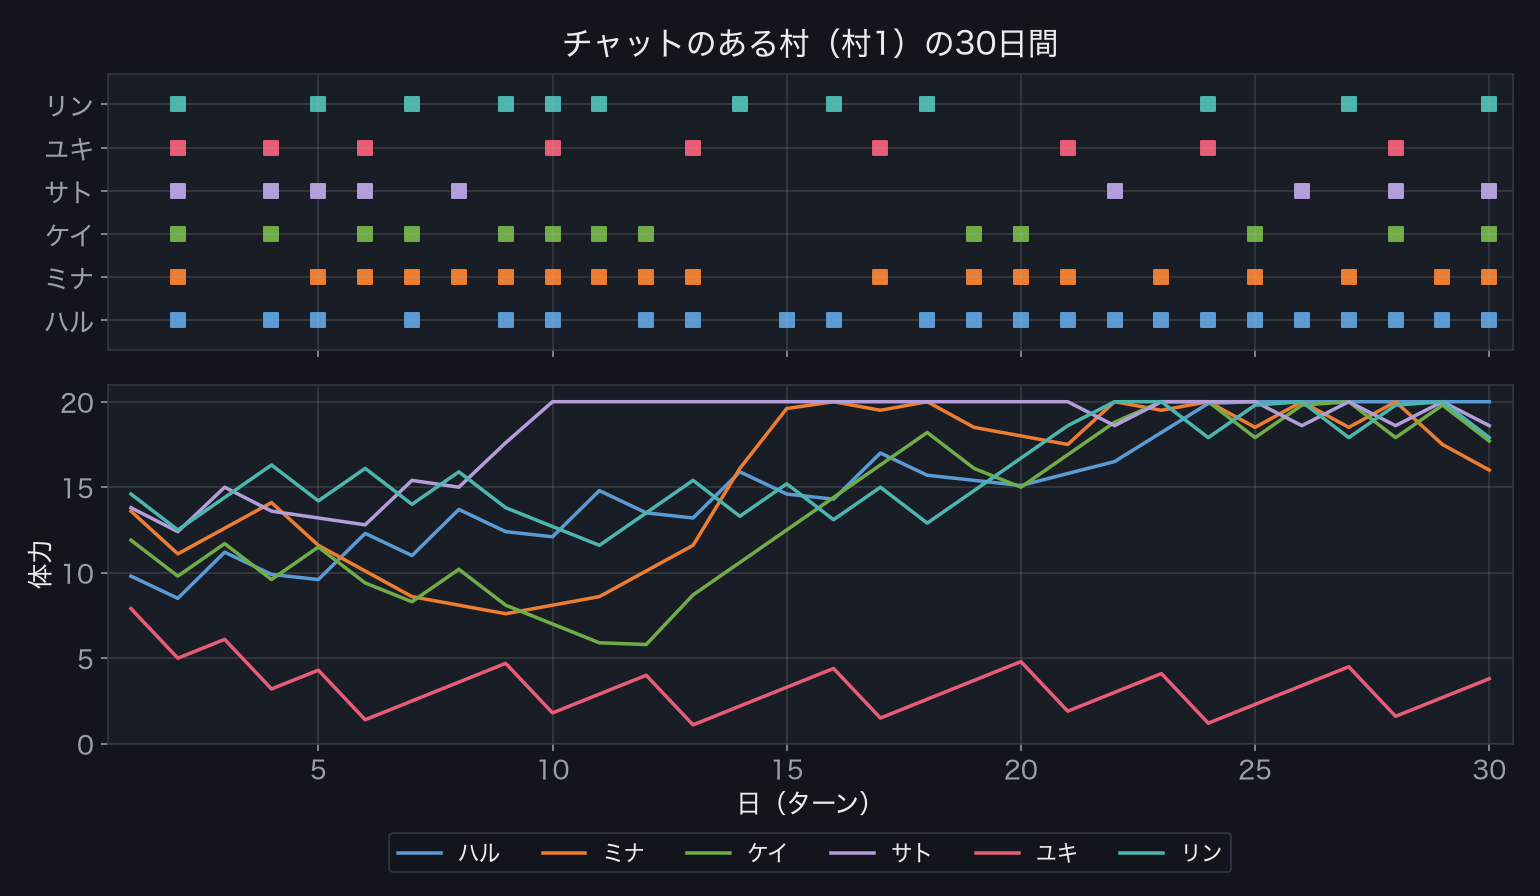 チャットのある村（村1）の30日間
リン
ユキ
サト
ケイ
ミナ
ハル
20
15
10
5
0
体力
5 10 15 20 25 30
日（ターン）
ハル ミナ ケイ サト ユキ リン